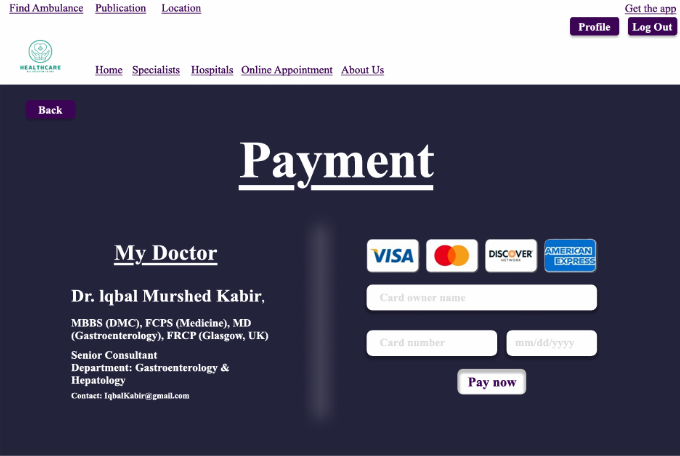 Find Ambulance Publication Location Get the app
Profile Log Out
HEALTHCARE
Home Specialists Hospitals Online Appointment About Us
Back
Payment
My Doctor
VISA DISCOVER NETWORK AMERICAN EXPRESS
Dr. Iqbal Murshed Kabir,
Card owner name
MBBS (DMC), FCPS (Medicine), MD
(Gastroenterology), FRCP (Glasgow, UK)
Card number mm/dd/yyyy
Senior Consultant
Department: Gastroenterology &
Hepatology
Pay now
Contact: IqbalKabir@gmail.com